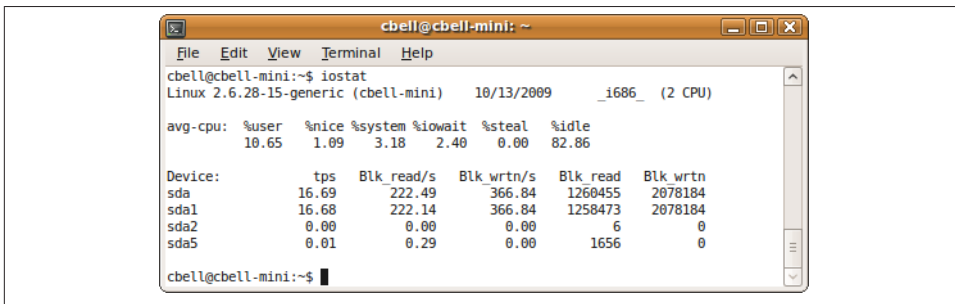 cbell@cbell-mini: ~
File Edit View Terminal Help
cbell@cbell-mini:~$ iostat
Linux 2.6.28-15-generic (cbell-mini) 10/13/2009 _i686_ (2 CPU)
avg-cpu: %user %nice %system %iowait %steal %idle
10.65 1.09 3.18 2.40 0.00 82.86
Device: tps Blk_read/s Blk_wrtn/s Blk_read Blk_wrtn
sda 16.69 222.49 366.84 1260455 2078184
sda1 16.68 222.14 366.84 1258473 2078184
sda2 0.00 0.00 0.00 6 0
sda5 0.01 0.29 0.00 1656 0
cbell@cbell-mini:~$